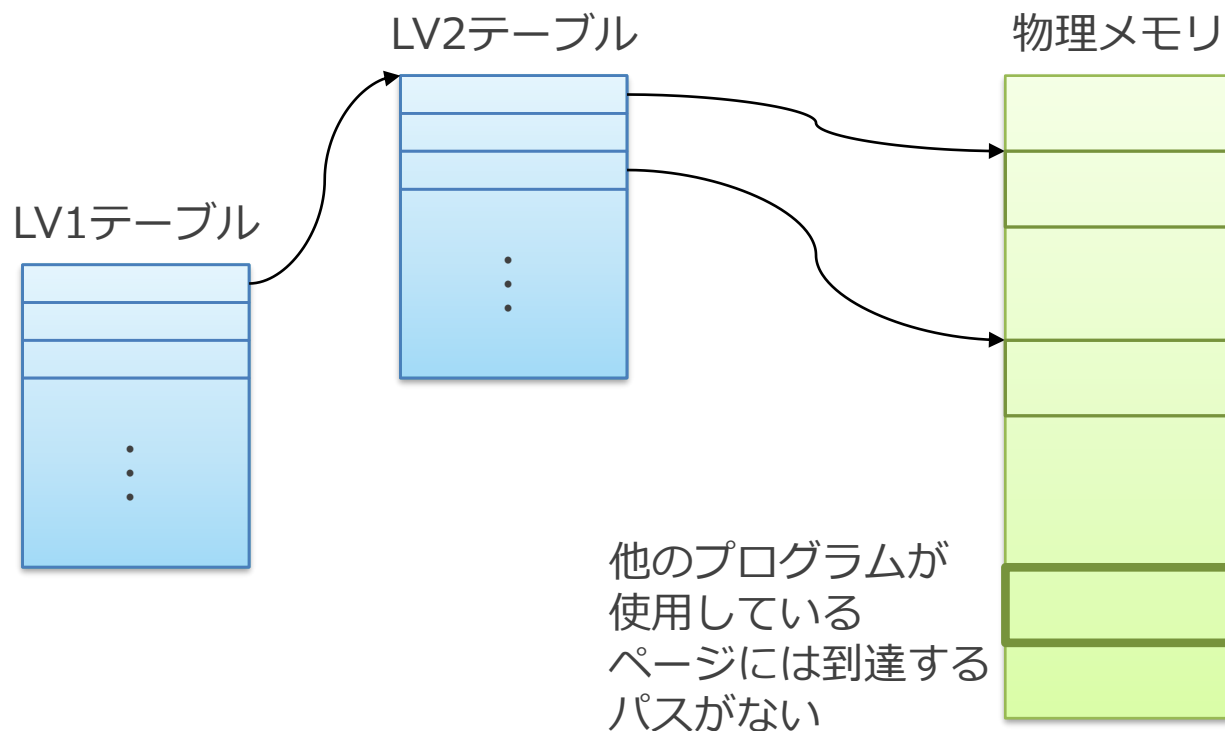 LV2テーブル
物理メモリ
LV1テーブル
他のプログラムが
使用している
ページには到達する
パスがない